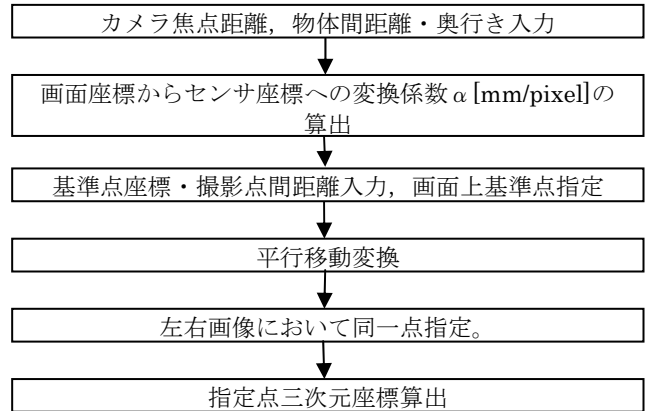 カメラ焦点距離，物体間距離・奥行き入力
画面座標からセンサ座標への変換係数α[mm/pixel]の
算出
基準点座標・撮影点間距離入力，画面上基準点指定
平行移動変換
左右画像において同一点指定。
指定点三次元座標算出